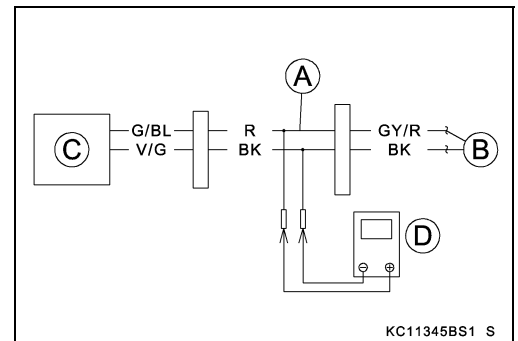 A
G/BL R GY/R
C B
V/G BK BK
D
⊖ ⊕
KC11345BS1 S